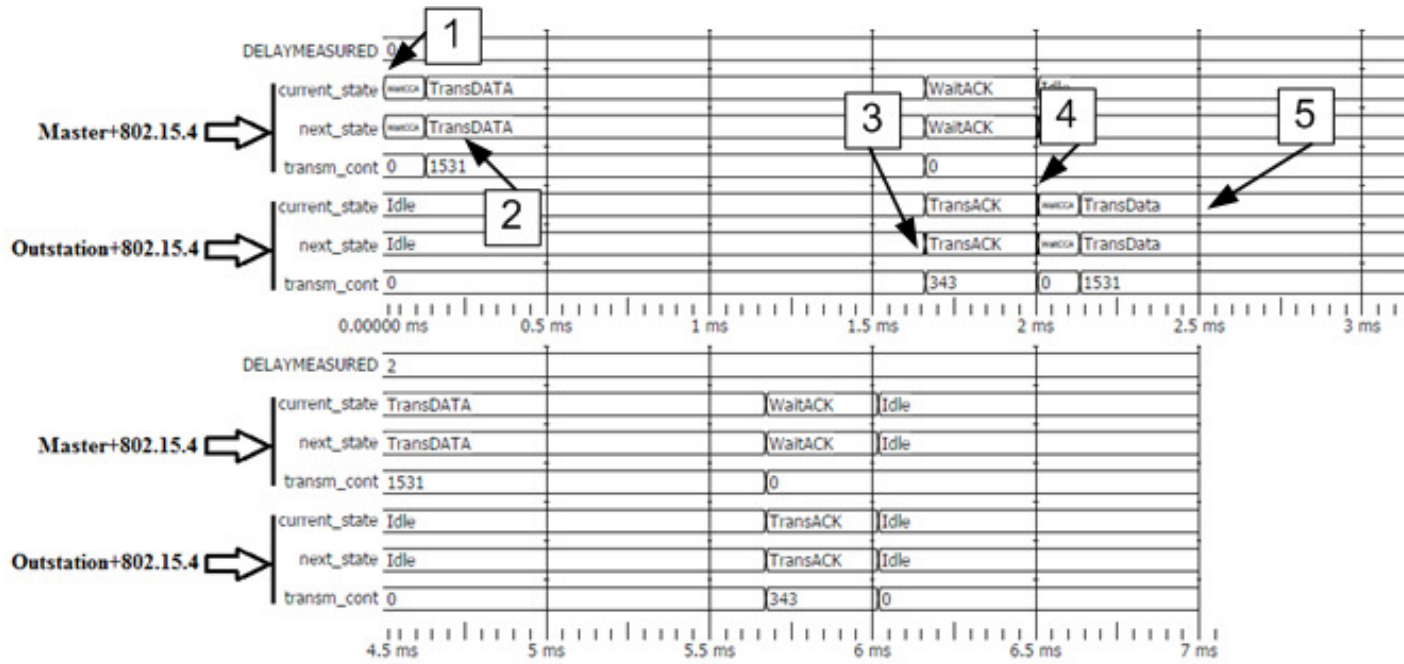 1
DELAYMEASURED 0
current_state WaitCCA TransDATA WaitACK Idle
3 4 5
Master+802.15.4 next_state WaitCCA TransDATA WaitACK
transm_cont 0 1531 0
2
current_state Idle TransACK WaitCCA TransData
Outstation+802.15.4 next_state Idle TransACK WaitCCA TransData
transm_cont 0 343 0 1531
0.00000 ms 0.5 ms 1 ms 1.5 ms 2 ms 2.5 ms 3 ms
DELAYMEASURED 2
current_state TransDATA WaitACK Idle
Master+802.15.4 next_state TransDATA WaitACK Idle
transm_cont 1531 0
current_state Idle TransACK Idle
Outstation+802.15.4 next_state Idle TransACK Idle
transm_cont 0 343 0
4.5 ms 5 ms 5.5 ms 6 ms 6.5 ms 7 ms